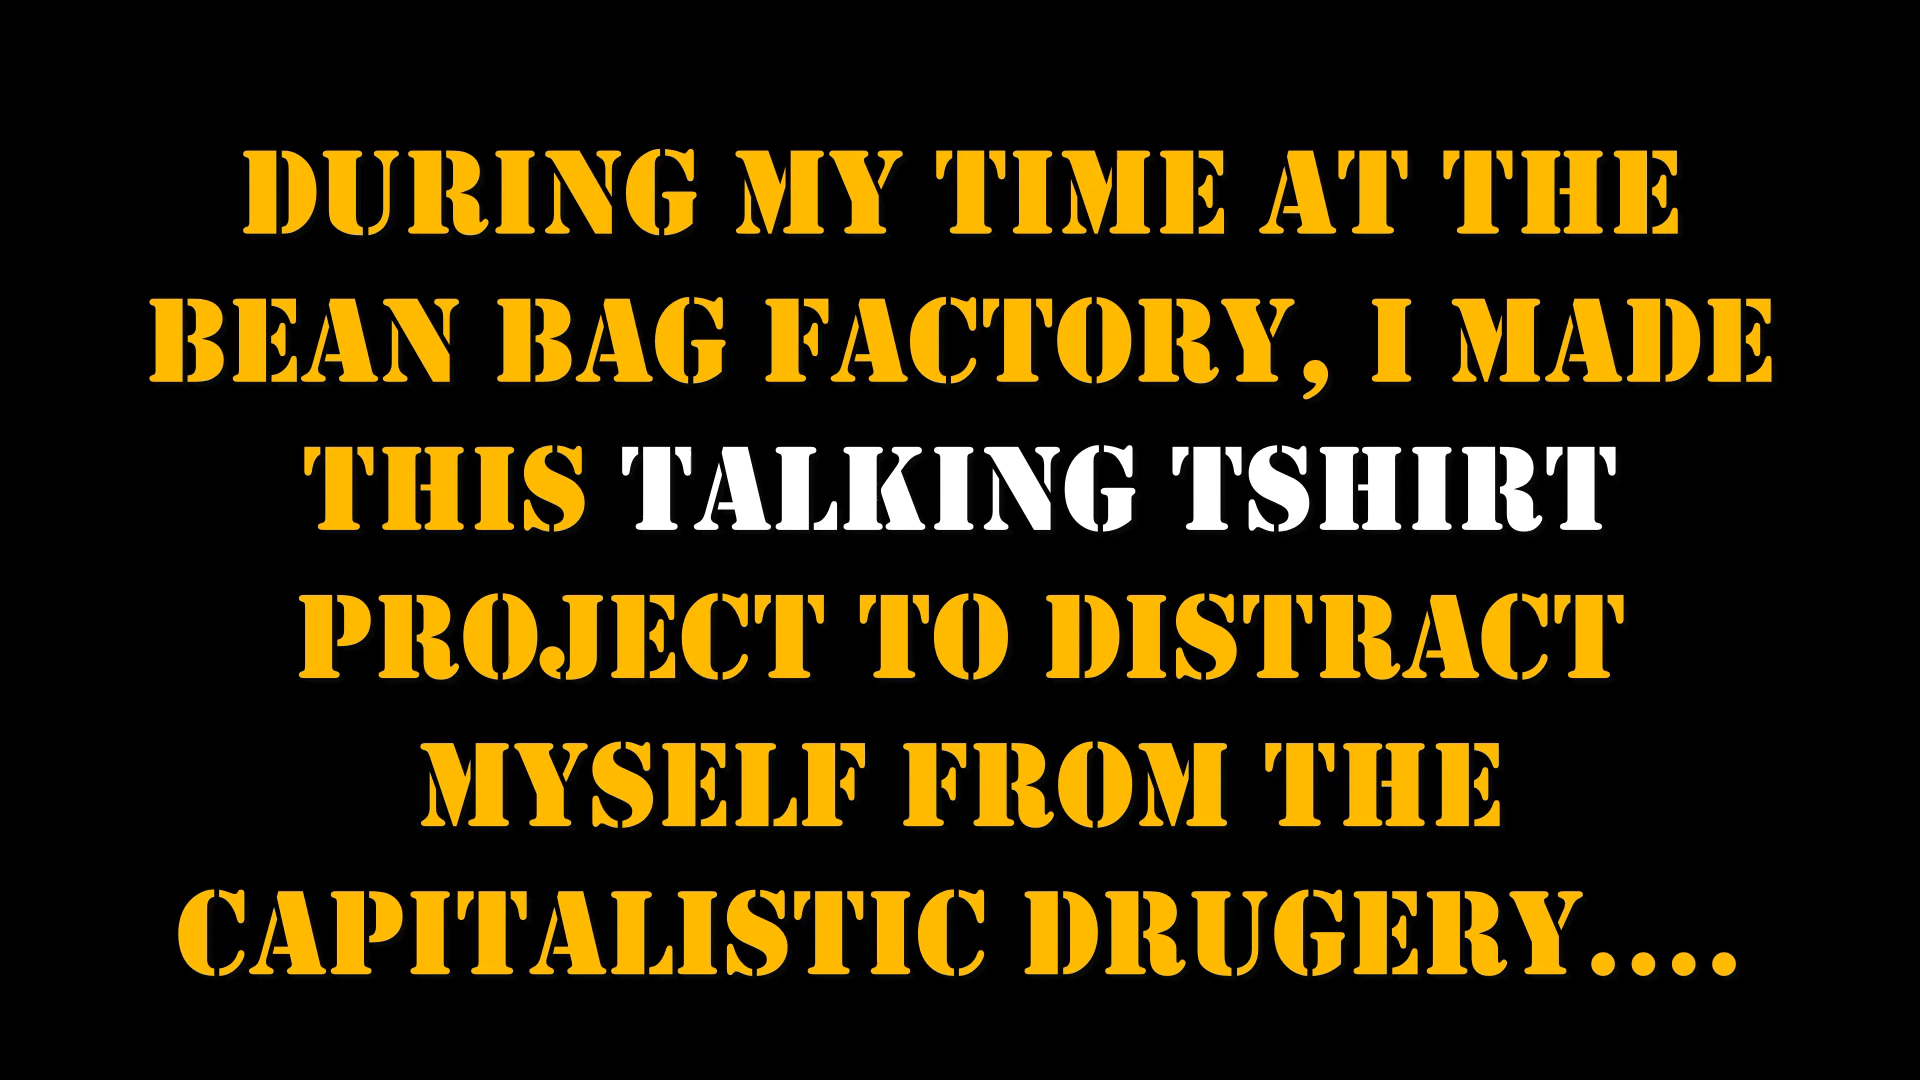 DURING MY TIME AT THE
BEAN BAG FACTORY, I MADE
THIS TALKING TSHIRT
PROJECT TO DISTRACT
MYSELF FROM THE
CAPITALISTIC DRUGERY....